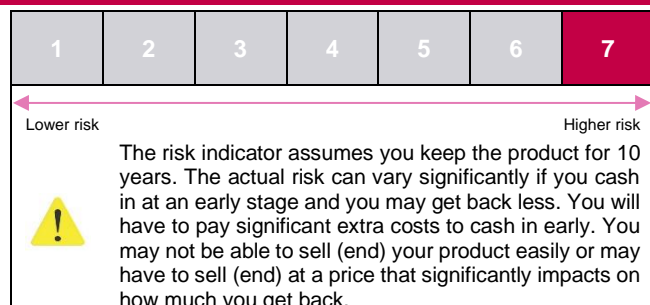 1 2 3 4 5 6 7
Lower risk Higher risk
The risk indicator assumes you keep the product for 10
years. The actual risk can vary significantly if you cash
in at an early stage and you may get back less. You will
have to pay significant extra costs to cash in early. You
may not be able to sell (end) your product easily or may
have to sell (end) at a price that significantly impacts on
how much you get back.